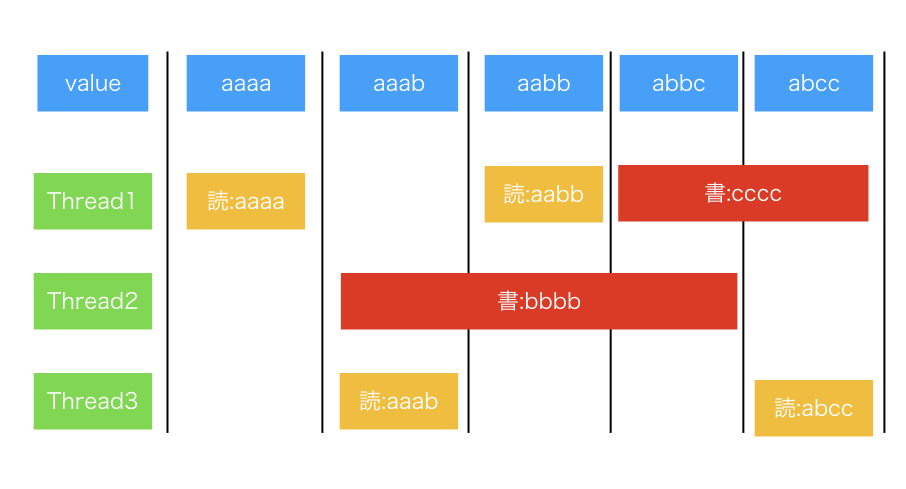 value aaaa aaab aabb abbc abcc
Thread1 読:aaaa 読:aabb 書:cccc
Thread2 書:bbbb
Thread3 読:aaab 読:abcc